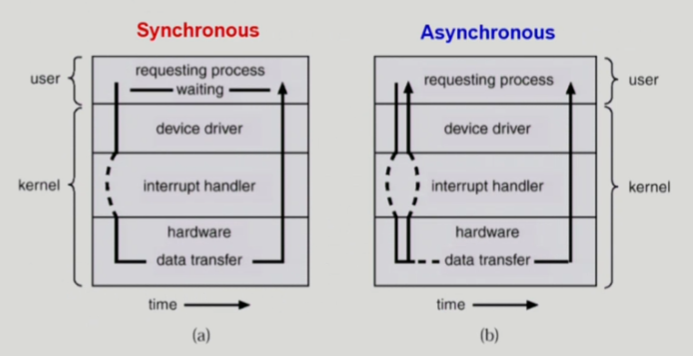 Synchronous
user
requesting process
waiting
device driver
kernel
interrupt handler
hardware
data transfer
time
(a)
Asynchronous
requesting process
user
device driver
interrupt handler
kernel
hardware
data transfer
time
(b)